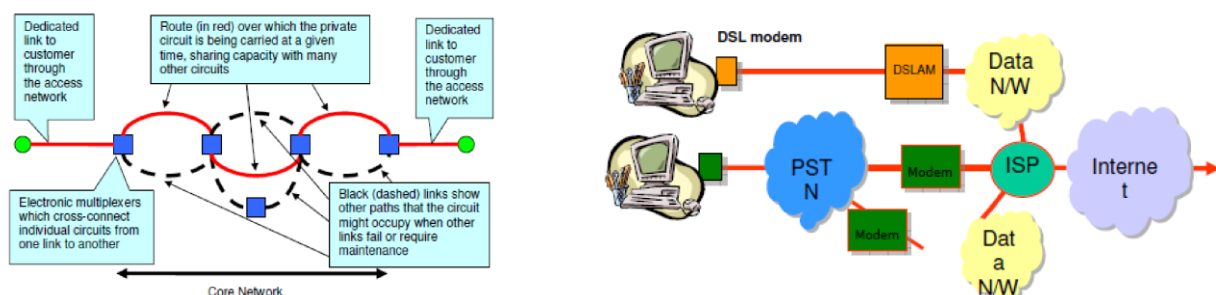 Dedicated
link to
customer
through
the access
network
Route (in red) over which the private
circuit is being carried at a given
time, sharing capacity with many
other circuits
Dedicated
link to
customer
through
the access
network
Electronic multiplexers
which cross-connect
individual circuits from
one link to another
Black (dashed) links show
other paths that the circuit
might occupy when other
links fail or require
maintenance
Core Network
DSL modem
DSLAM
Data
N/W
PST
N
Modem
Modem
ISP
Interne
t
Dat
a
N/W